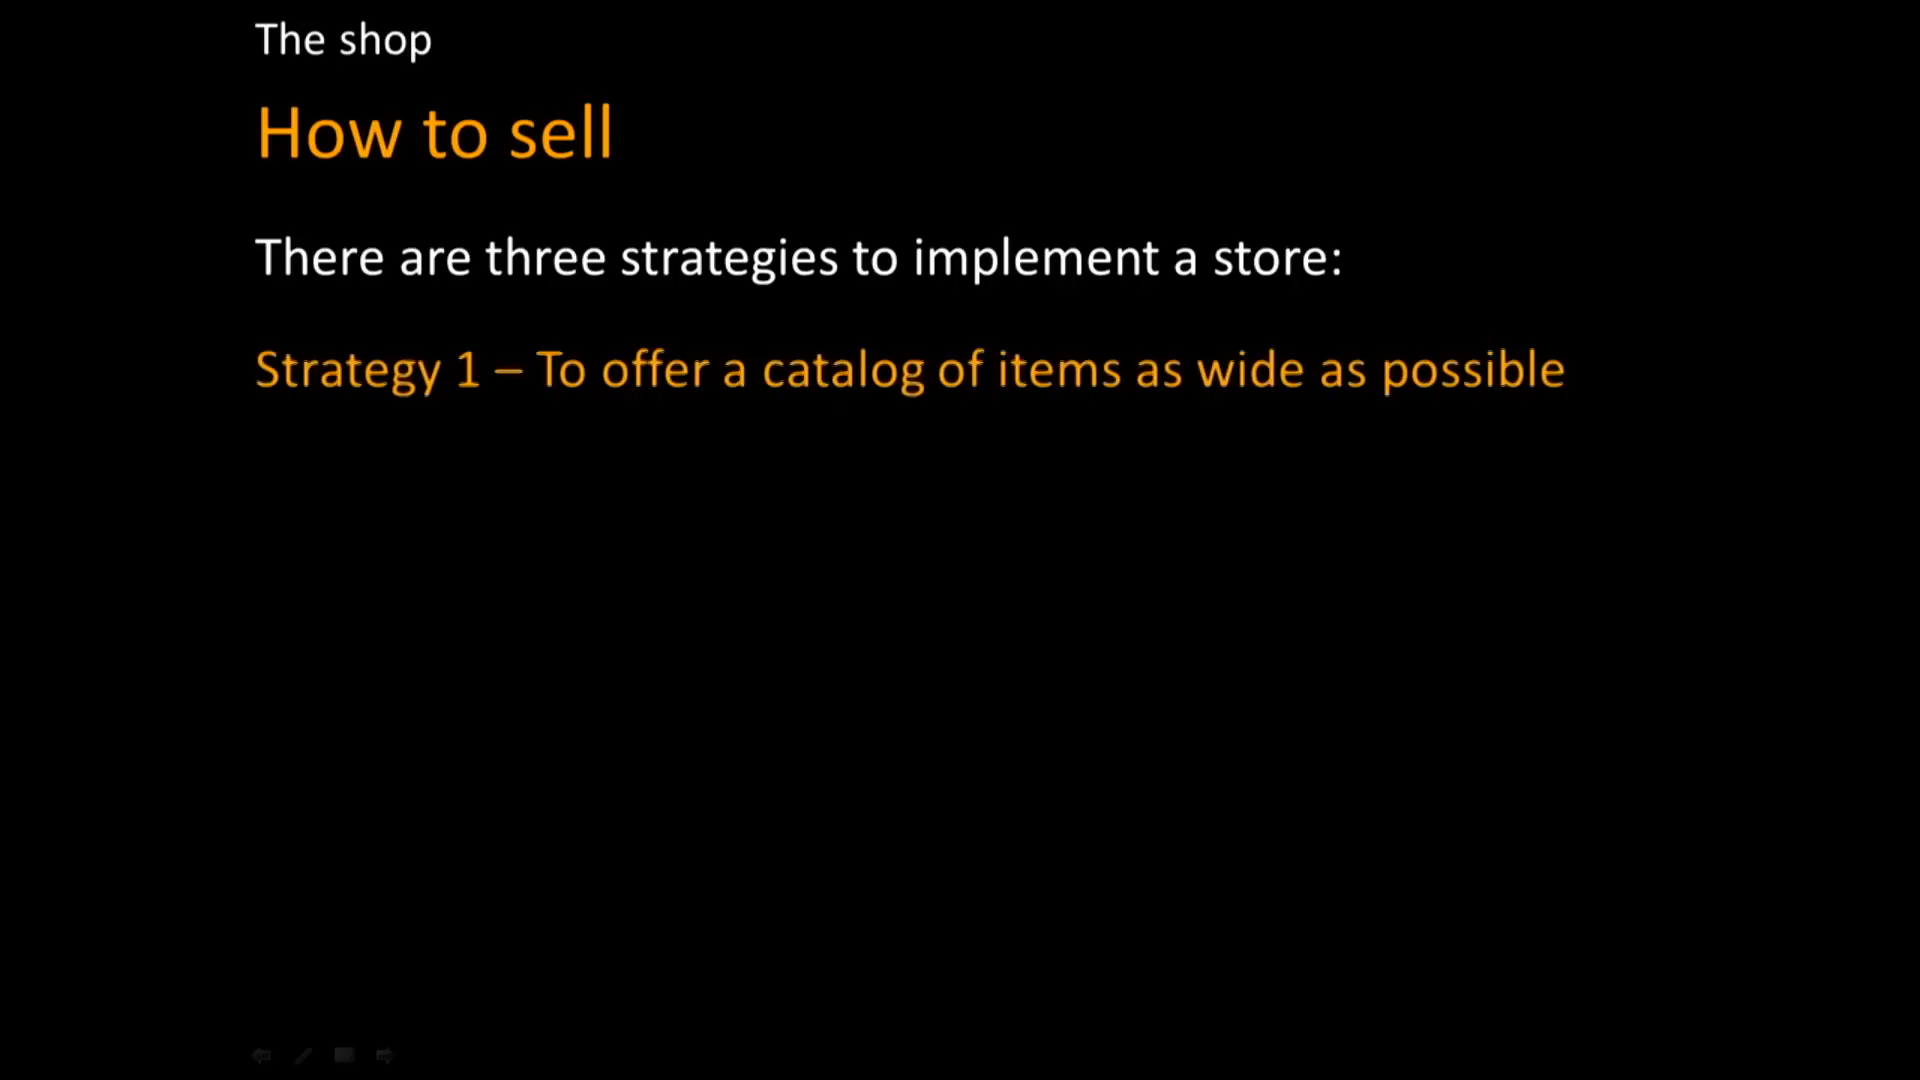 The shop
How to sell
There are three strategies to implement a store:
Strategy 1 – To offer a catalog of items as wide as possible